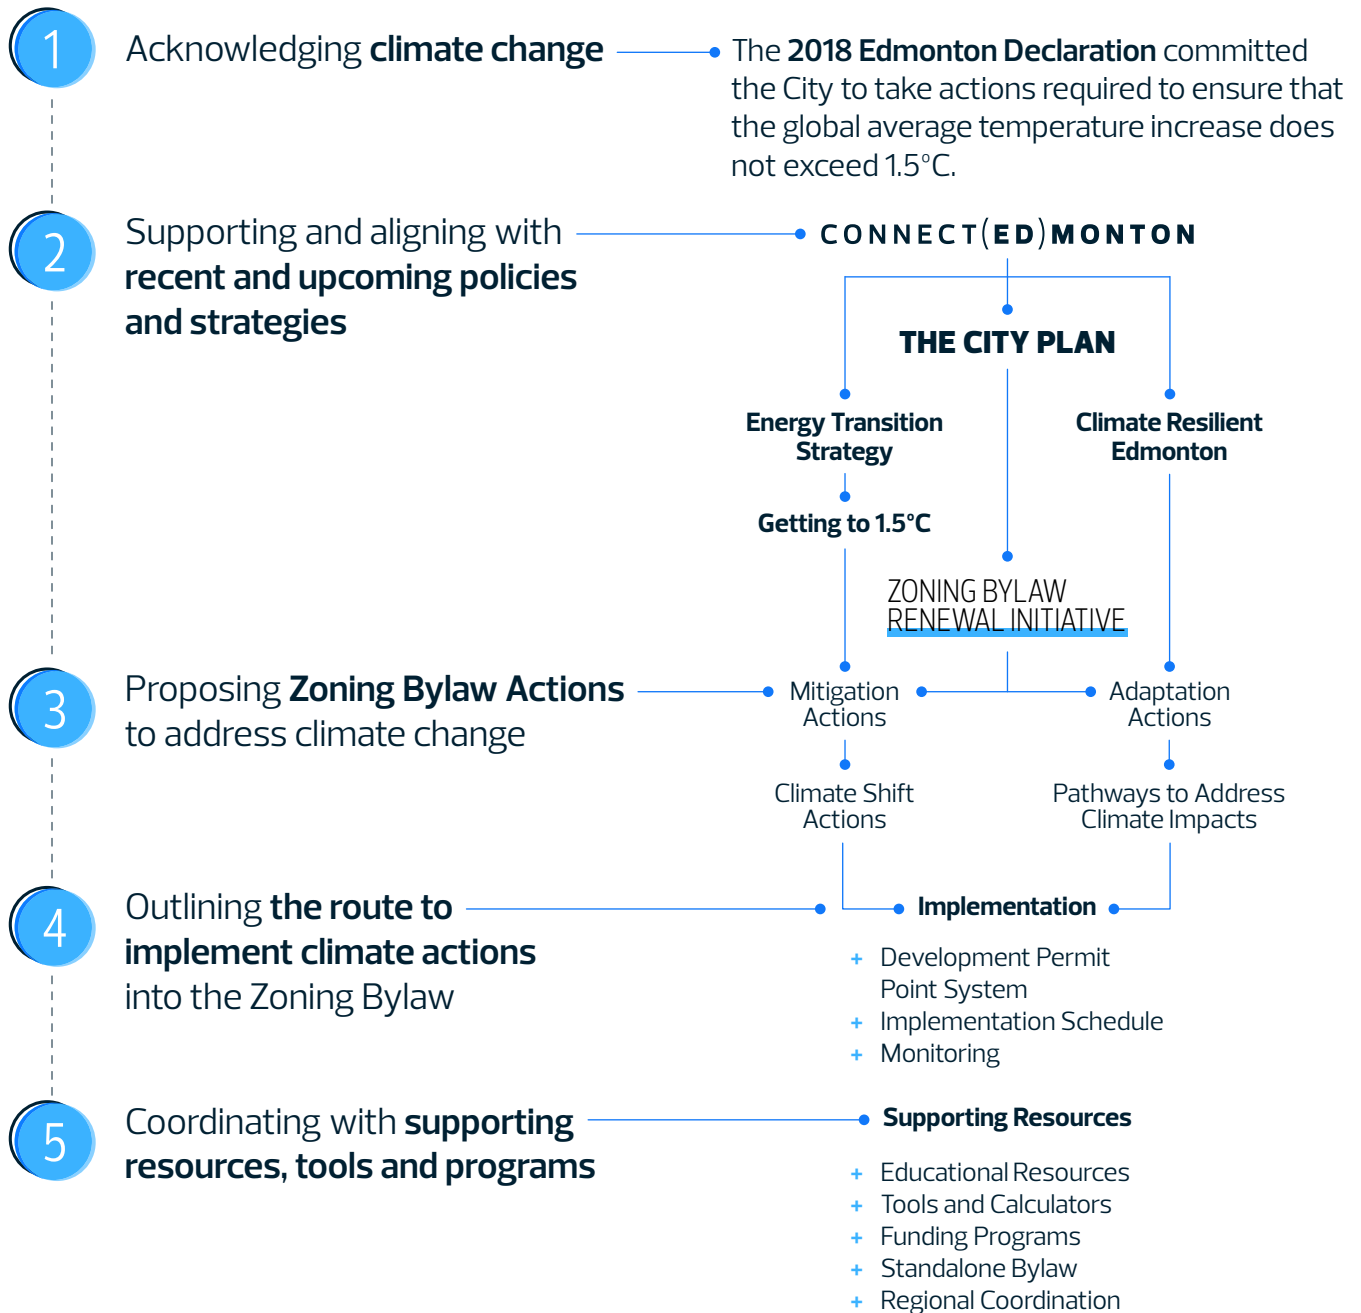 1
Acknowledging climate change
The 2018 Edmonton Declaration committed
the City to take actions required to ensure that
the global average temperature increase does
not exceed 1.5°C.
2
Supporting and aligning with
recent and upcoming policies
and strategies
CONNECT(ED)MONTON
THE CITY PLAN
Energy Transition
Strategy
Climate Resilient
Edmonton
Getting to 1.5°C
ZONING BYLAW
RENEWAL INITIATIVE
3
Proposing Zoning Bylaw Actions
to address climate change
Mitigation
Actions
Adaptation
Actions
Climate Shift
Actions
Pathways to Address
Climate Impacts
4
Outlining the route to
implement climate actions
into the Zoning Bylaw
Implementation
+ Development Permit
Point System
+ Implementation Schedule
+ Monitoring
5
Coordinating with supporting
resources, tools and programs
Supporting Resources
+ Educational Resources
+ Tools and Calculators
+ Funding Programs
+ Standalone Bylaw
+ Regional Coordination